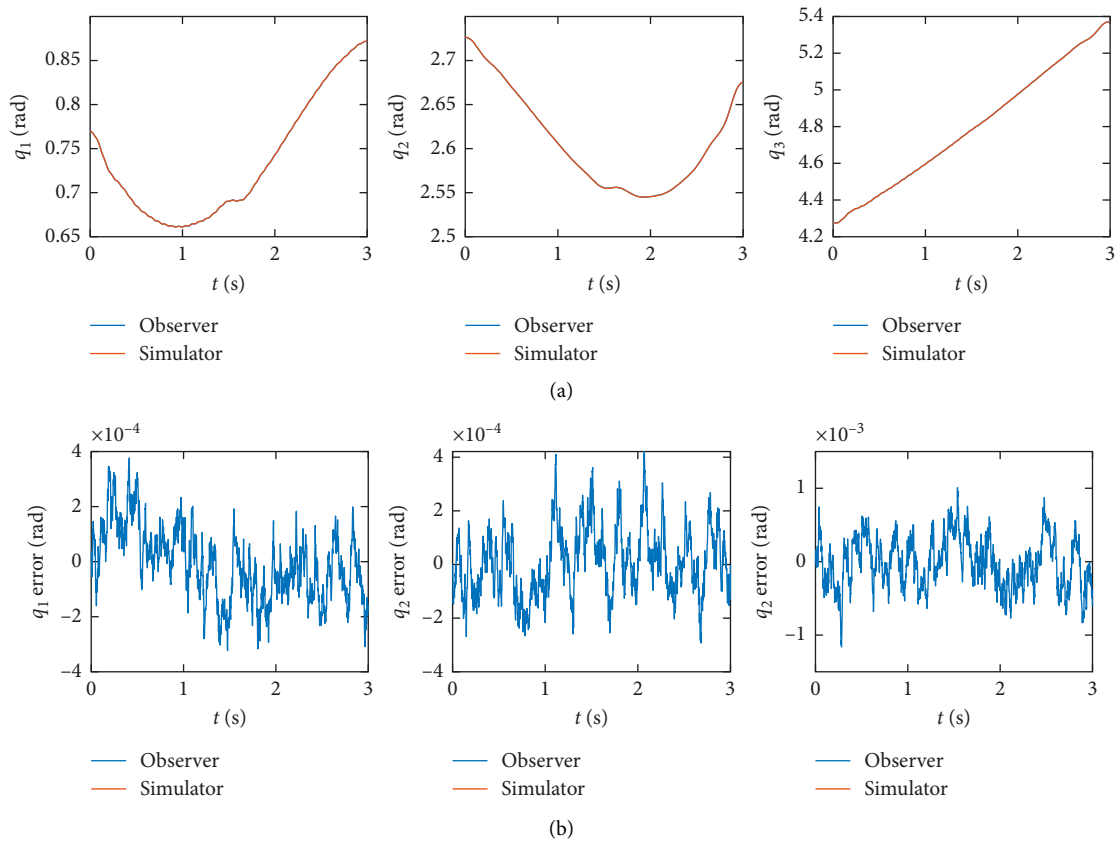 0.85
0.8
0.75
0.7
0.65
q1 (rad)
0 1 2 3
t (s)
Observer
Simulator
2.7
2.65
2.6
2.55
2.5
q2 (rad)
0 1 2 3
t (s)
Observer
Simulator
5.4
5.2
5
4.8
4.6
4.4
4.2
q3 (rad)
0 1 2 3
t (s)
Observer
Simulator
(a)
×10–4
4
2
0
–2
–4
q1 error (rad)
0 1 2 3
t (s)
Observer
Simulator
×10–4
4
2
0
–2
–4
q2 error (rad)
0 1 2 3
t (s)
Observer
Simulator
×10–3
1
0
–1
q2 error (rad)
0 1 2 3
t (s)
Observer
Simulator
(b)